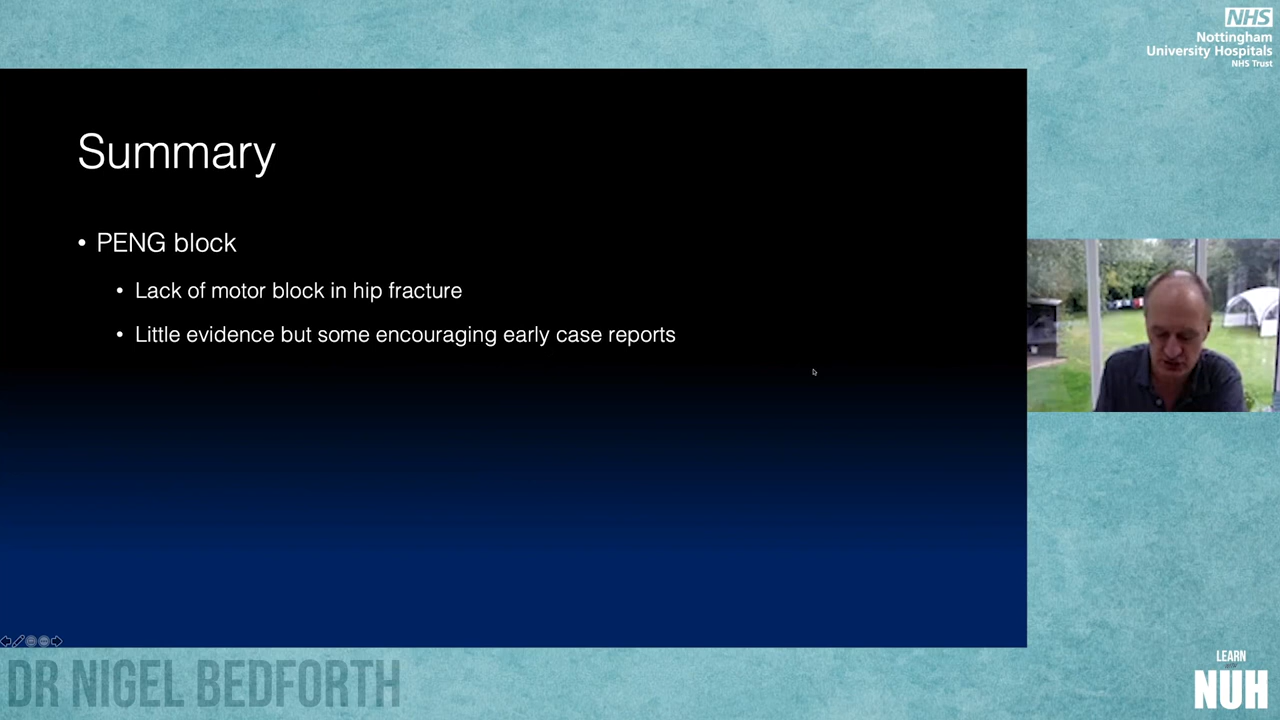 NHS
Nottingham
University Hospitals
NHS Trust
Summary
• PENG block
• Lack of motor block in hip fracture
• Little evidence but some encouraging early case reports
DR NIGEL BEDFORTH
LEARN
NUH